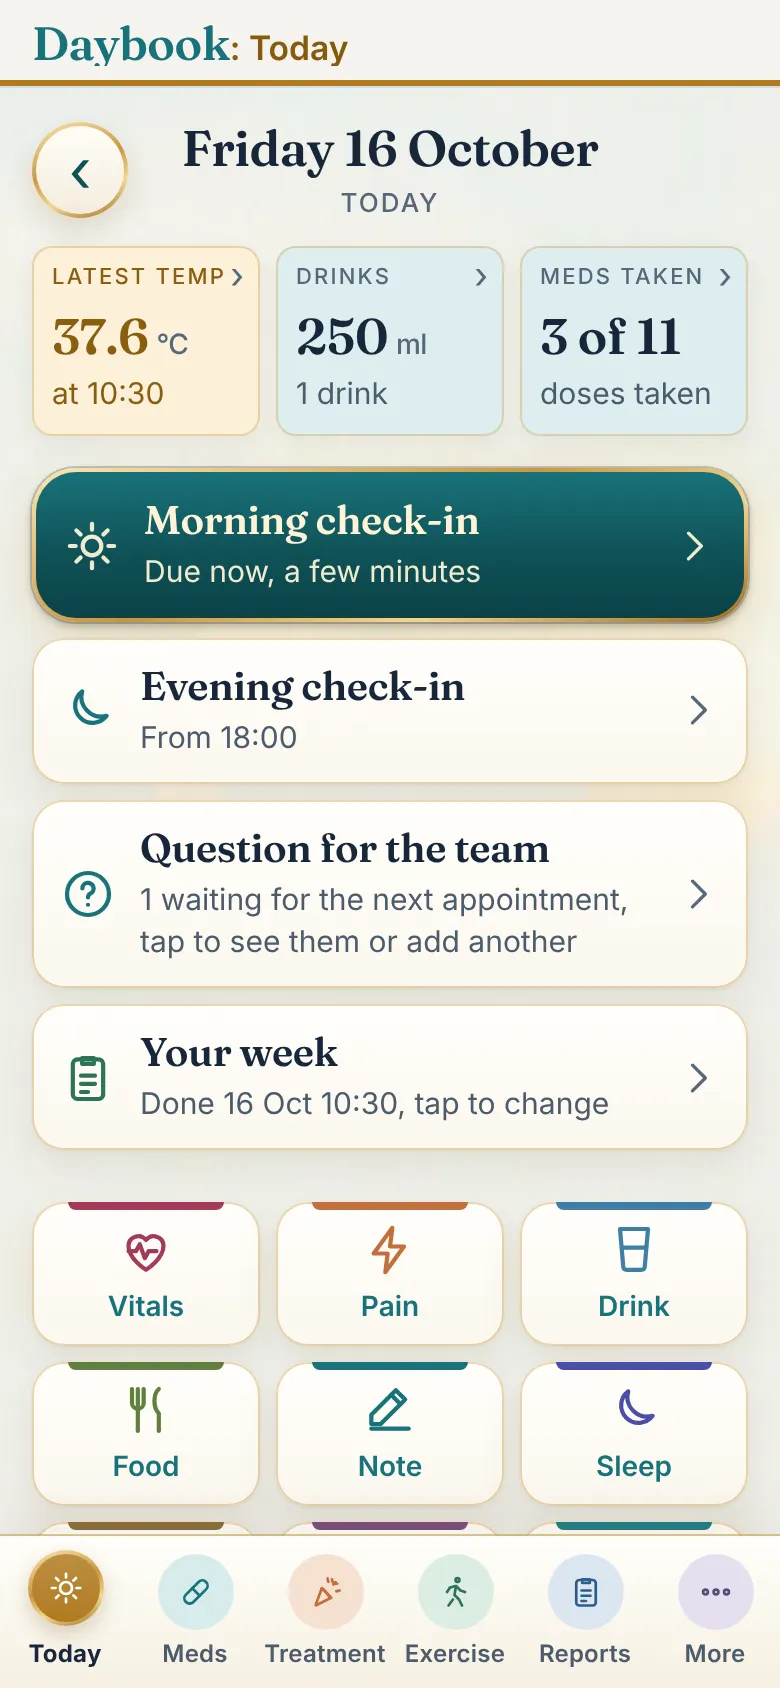 Daybook: Today
Friday 16 October
TODAY
LATEST TEMP
37.6 °C
at 10:30
DRINKS
250 ml
1 drink
MEDS TAKEN
3 of 11
doses taken
Morning check-in
Due now, a few minutes
Evening check-in
From 18:00
Question for the team
1 waiting for the next appointment,
tap to see them or add another
Your week
Done 16 Oct 10:30, tap to change
Vitals
Pain
Drink
Food
Note
Sleep
Today
Meds
Treatment
Exercise
Reports
More